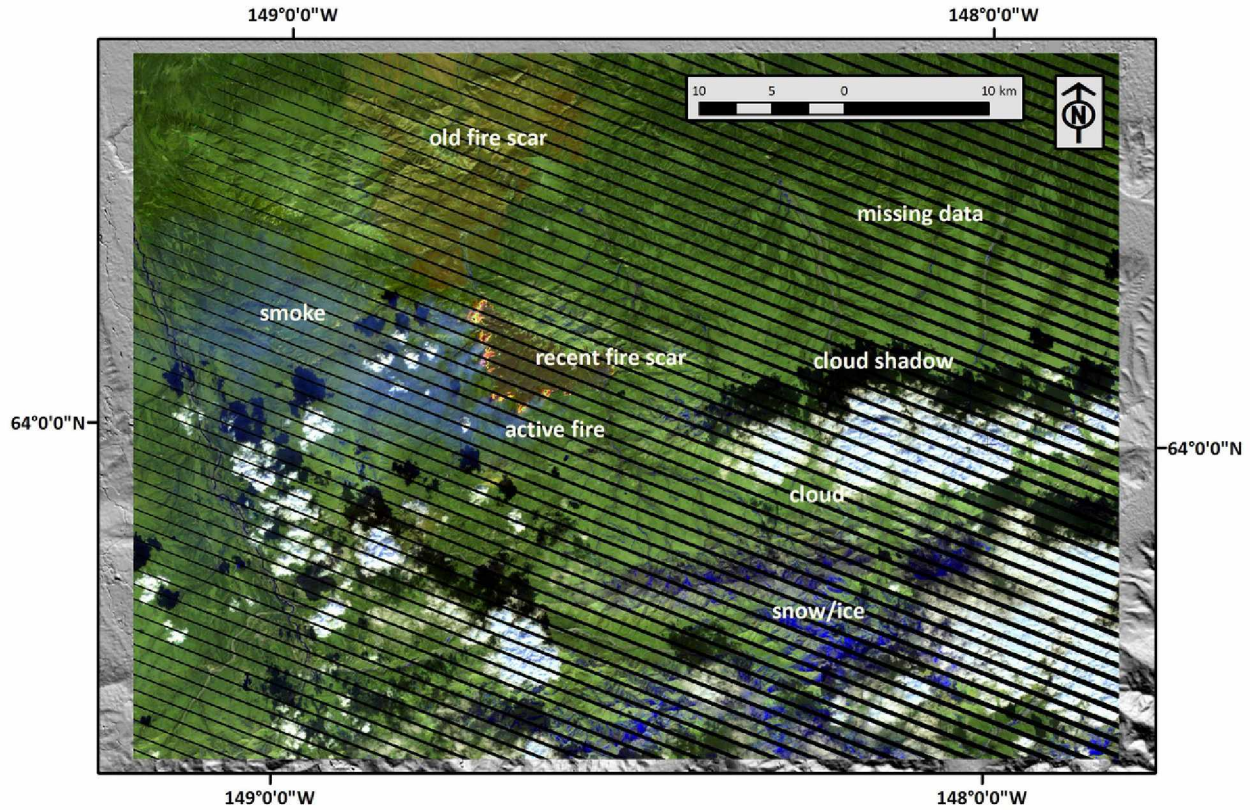 149°0'0"W 148°0'0"W
10 5 0 10 km
N
old fire scar
missing data
smoke
recent fire scar
cloud shadow
64°0'0"N
active fire
64°0'0"N
cloud
snow/ice
149°0'0"W 148°0'0"W